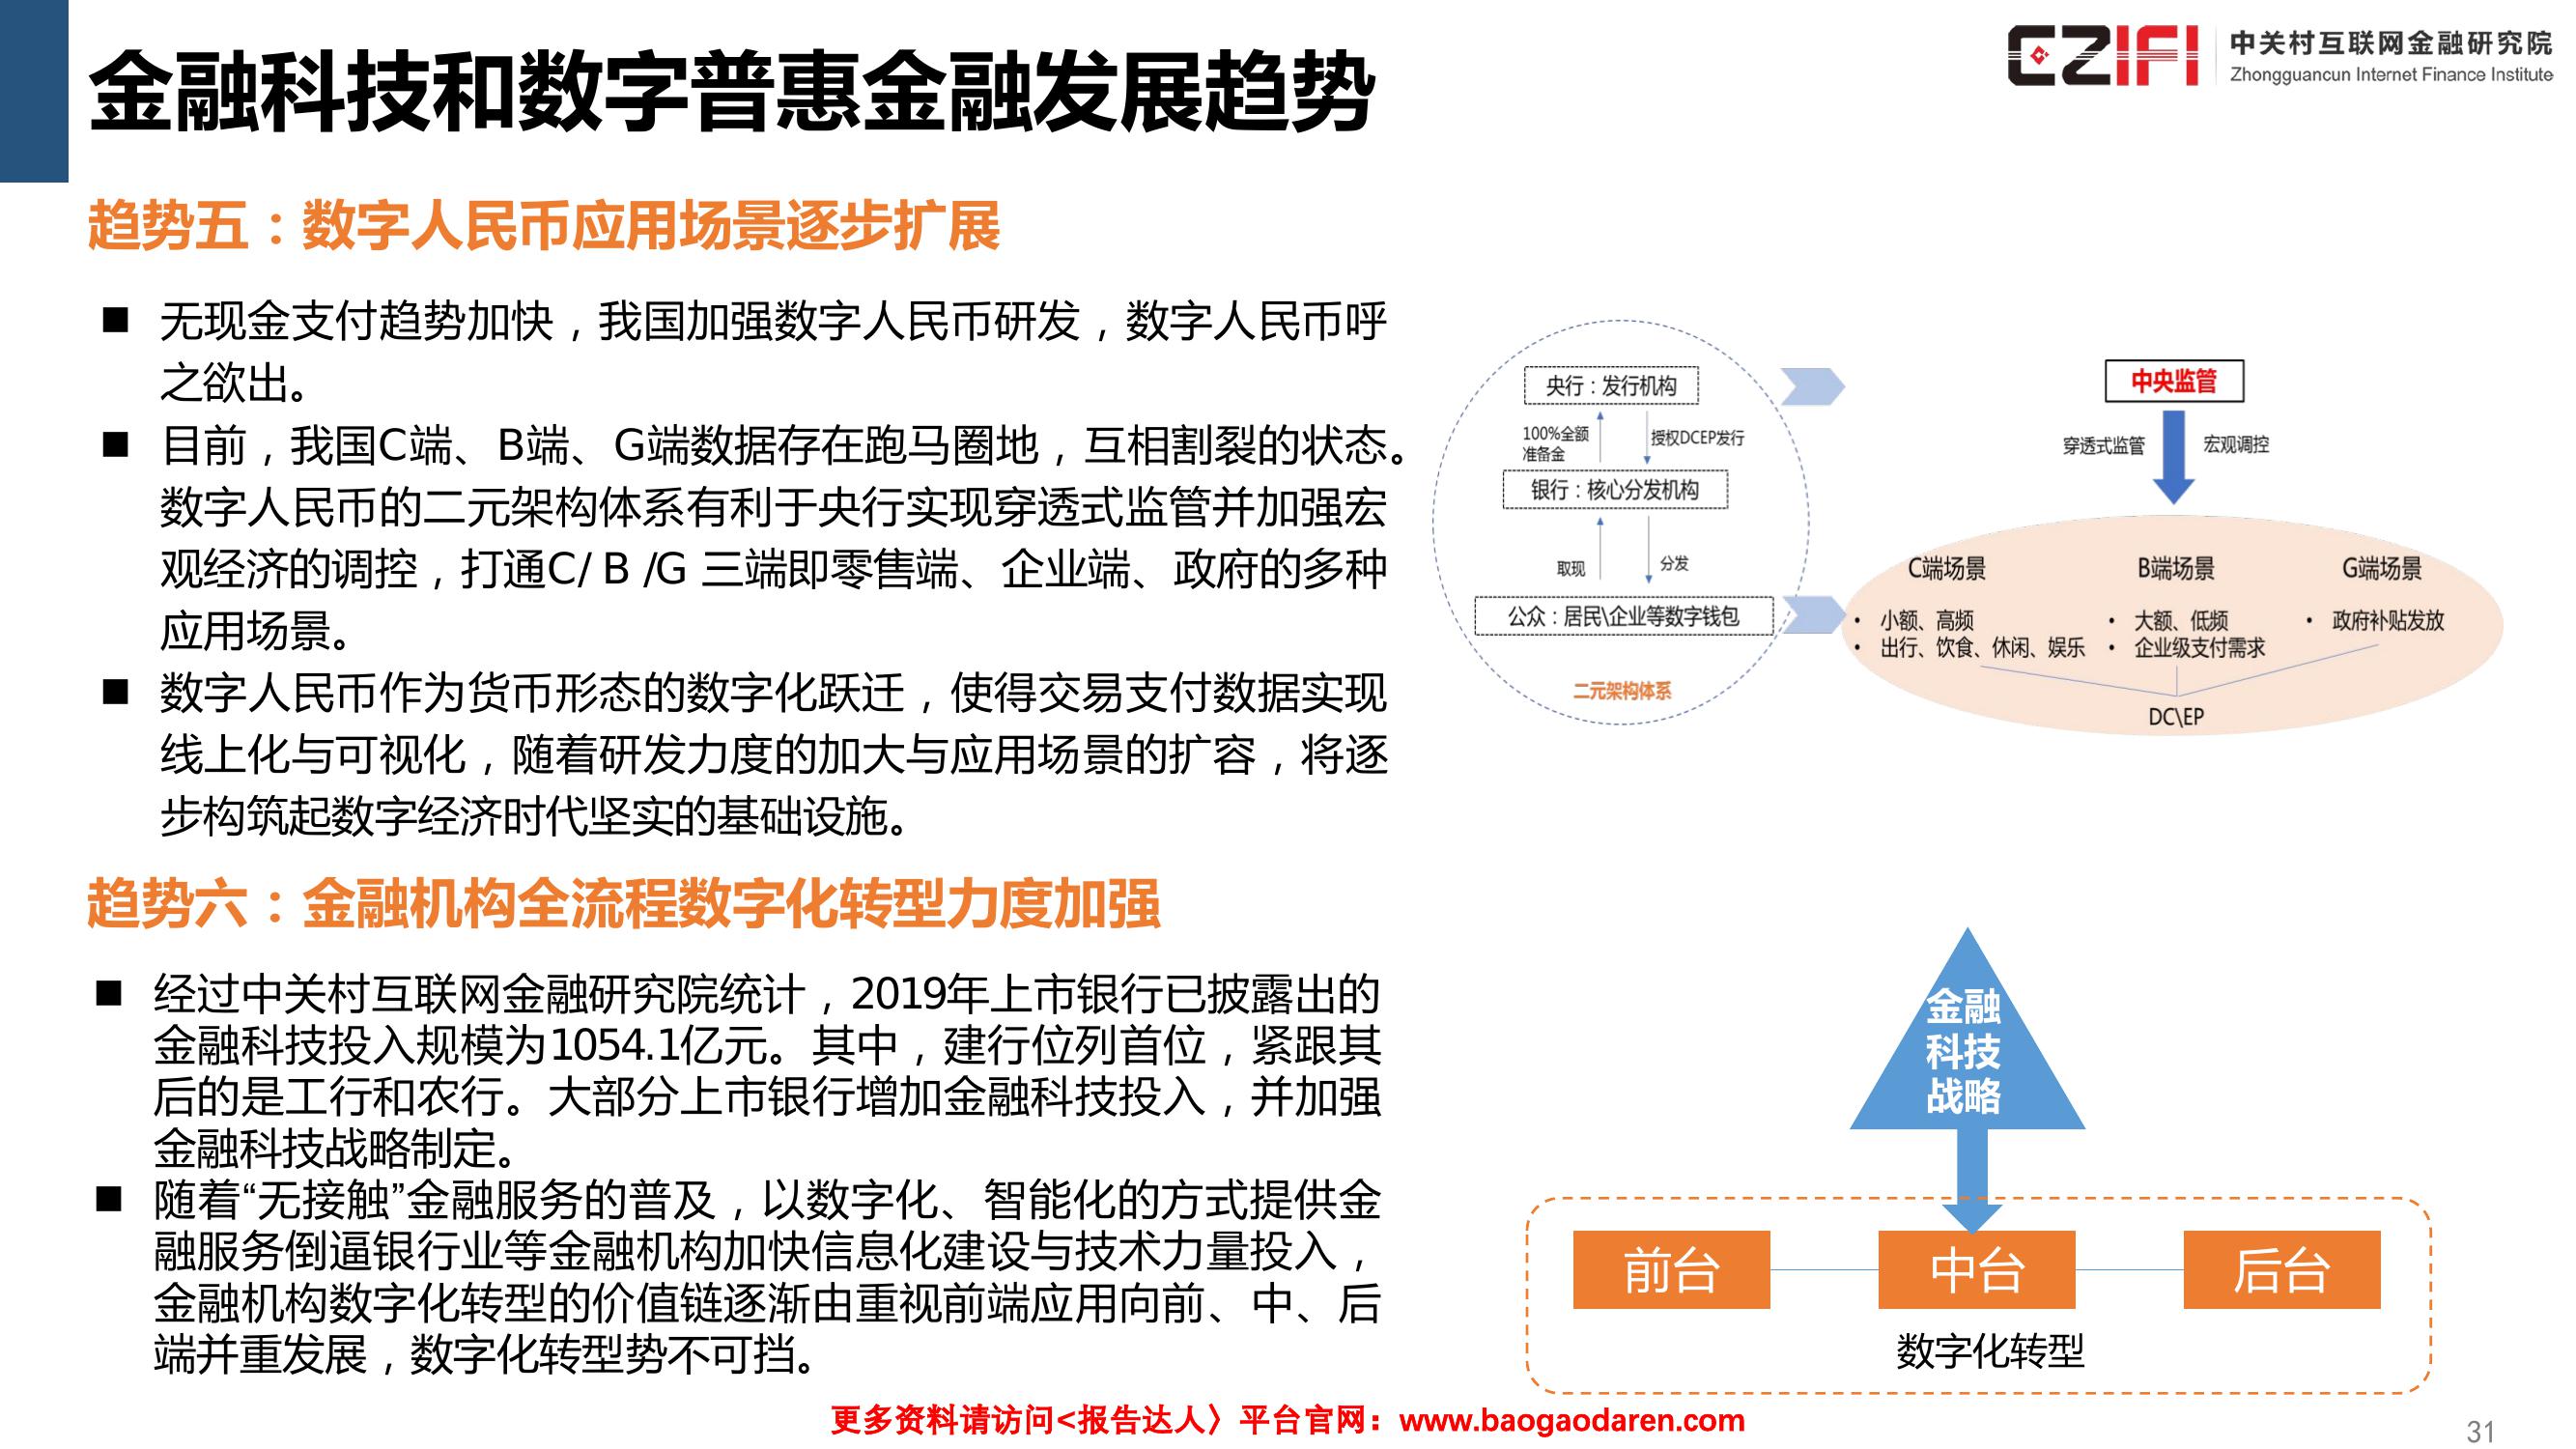 金融科技和数字普惠金融发展趋势
CZIFI
中关村互联网金融研究院
Zhongguancun Internet Finance Institute
趋势五：数字人民币应用场景逐步扩展
■ 无现金支付趋势加快，我国加强数字人民币研发，数字人民币呼
之欲出。
■ 目前，我国C端、B端、G端数据存在跑马圈地，互相割裂的状态。
数字人民币的二元架构体系有利于央行实现穿透式监管并加强宏
观经济的调控，打通C/ B /G 三端即零售端、企业端、政府的多种
应用场景。
■ 数字人民币作为货币形态的数字化跃迁，使得交易支付数据实现
线上化与可视化，随着研发力度的加大与应用场景的扩容，将逐
步构筑起数字经济时代坚实的基础设施。
央行：发行机构
100%全额
准备金
授权DCEP发行
银行：核心分发机构
取现
分发
公众：居民\企业等数字钱包
二元架构体系
中央监管
穿透式监管
宏观调控
C端场景
• 小额、高频
• 出行、饮食、休闲、娱乐
B端场景
• 大额、低频
• 企业级支付需求
G端场景
• 政府补贴发放
DC\EP
趋势六：金融机构全流程数字化转型力度加强
■ 经过中关村互联网金融研究院统计，2019年上市银行已披露出的
金融科技投入规模为1054.1亿元。其中，建行位列首位，紧跟其
后的是工行和农行。大部分上市银行增加金融科技投入，并加强
金融科技战略制定。
■ 随着“无接触”金融服务的普及，以数字化、智能化的方式提供金
融服务倒逼银行业等金融机构加快信息化建设与技术力量投入，
金融机构数字化转型的价值链逐渐由重视前端应用向前、中、后
端并重发展，数字化转型势不可挡。
金融
科技
战略
前台
中台
后台
数字化转型
更多资料请访问<报告达人〉平台官网：www.baogaodaren.com
31